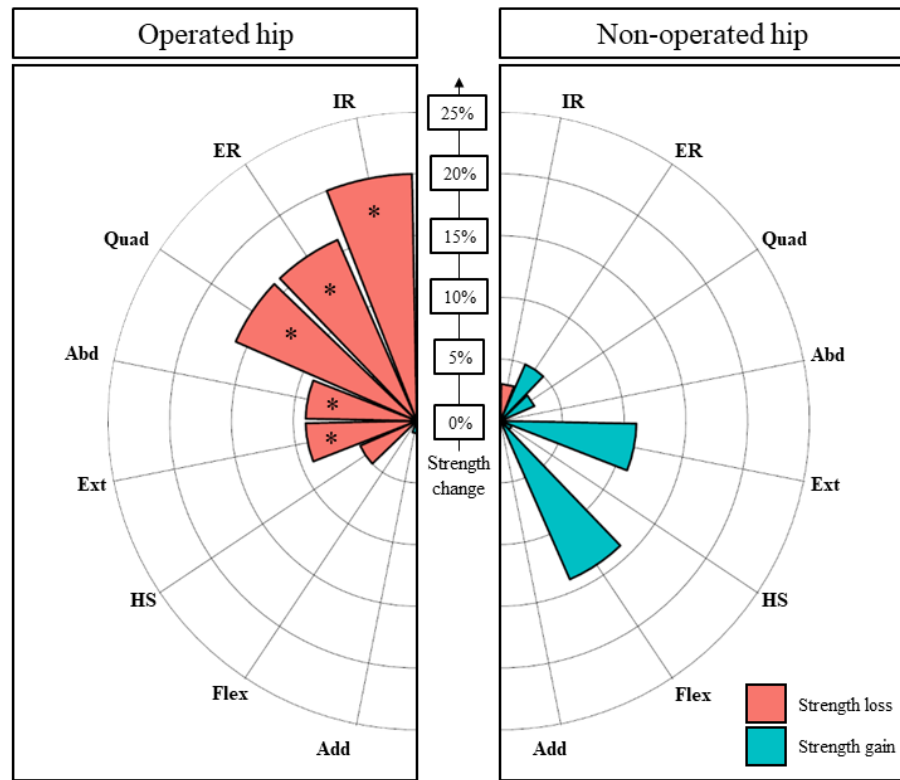 Operated hip
Non-operated hip
IR
ER
Quad
Abd
Ext
HS
Flex
Add
*
*
*
*
*
25%
20%
15%
10%
5%
0%
Strength
change
IR
ER
Quad
Abd
Ext
HS
Flex
Add
Strength loss
Strength gain